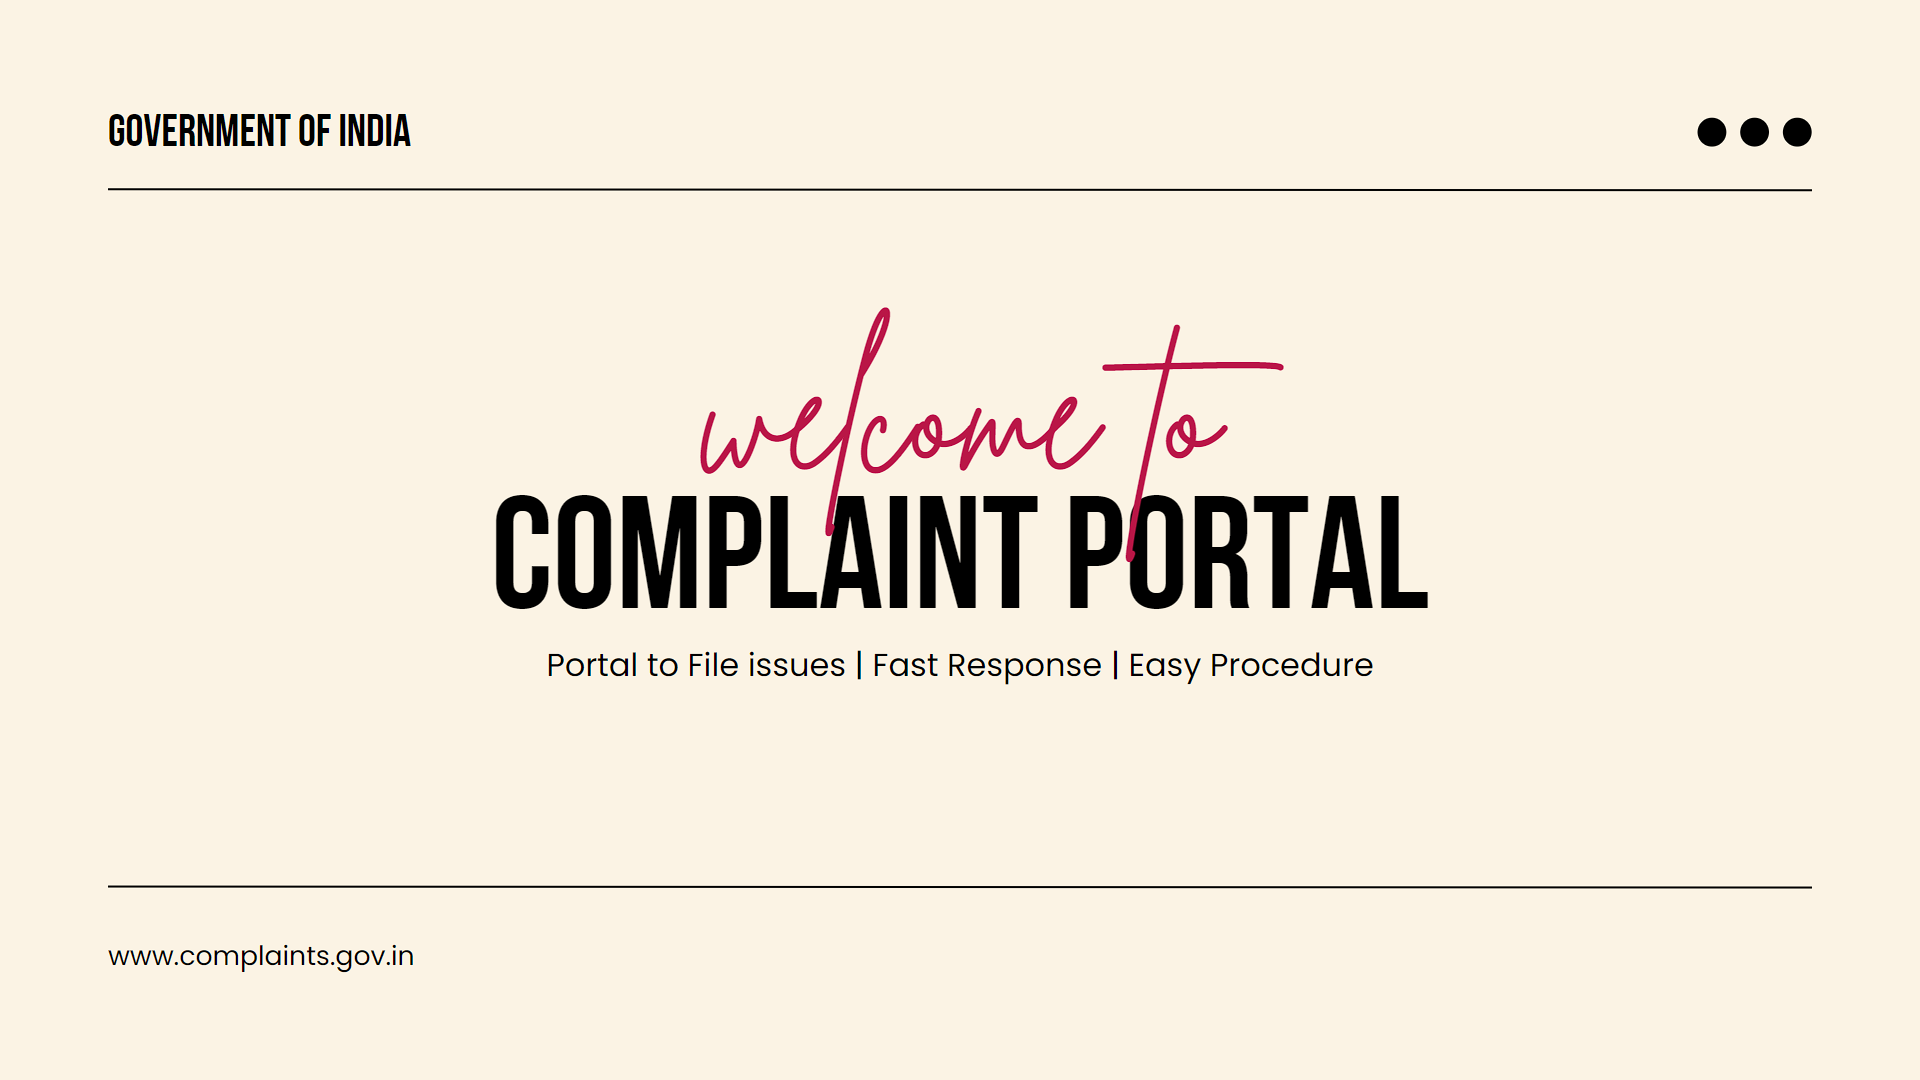 GOVERNMENT OF INDIA
welcome to
COMPLAINT PORTAL
Portal to File issues | Fast Response | Easy Procedure
www.complaints.gov.in